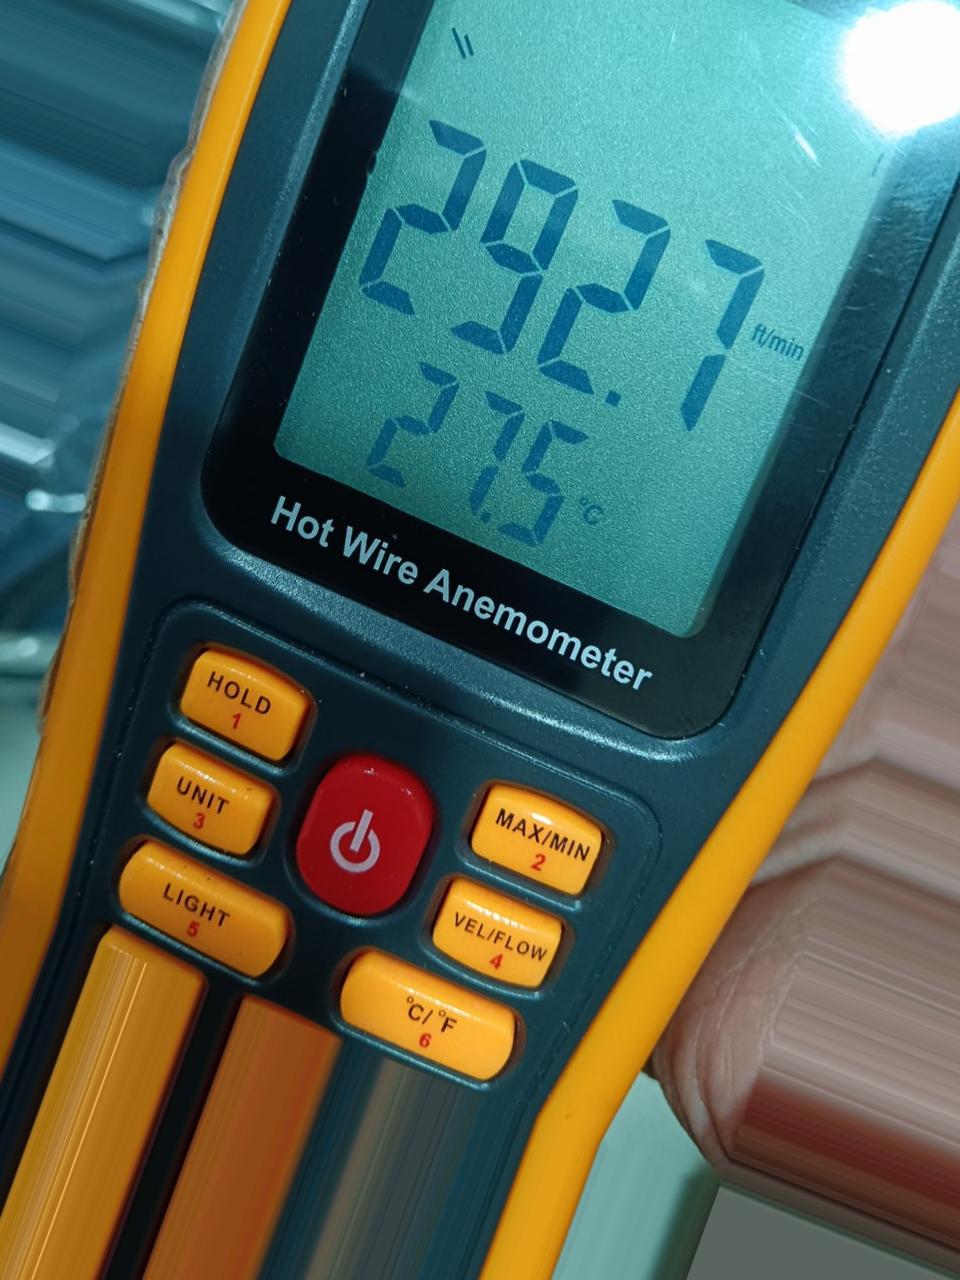 292.7 ft/min
27.5 °C
Hot Wire Anemometer
HOLD
1
UNIT
3
MAX/MIN
2
LIGHT
5
VEL/FLOW
4
°C/°F
6